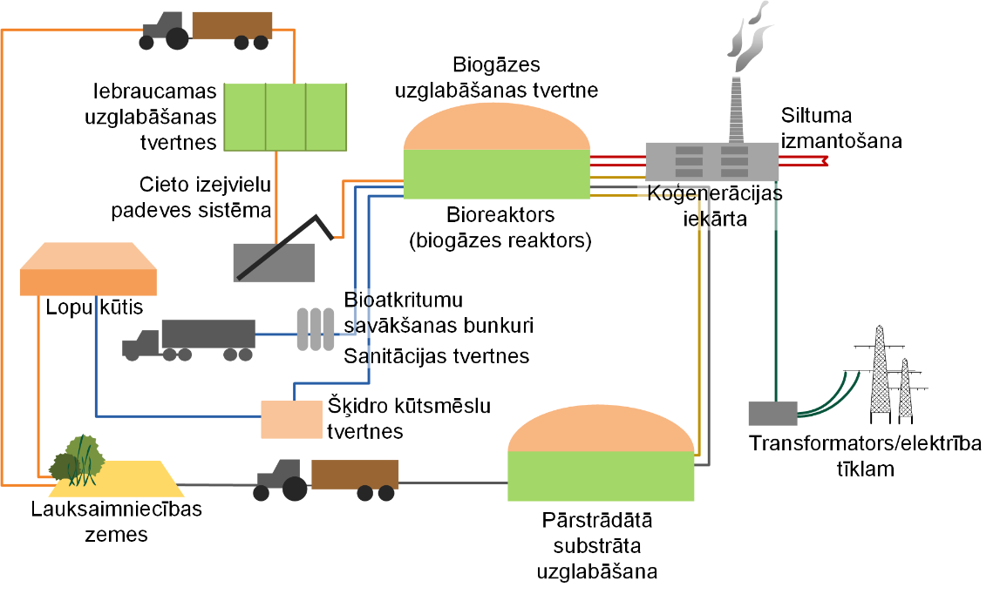 Biogāzes
uzglabāšanas tvertne
Iebraucamas
uzglabāšanas
tvertnes
Siltuma
izmantošana
Cieto izejvielu
padeves sistēma
Koģenerācijas
iekārta
Bioreaktors
(biogāzes reaktors)
Lopu kūtis
Bioatkritumu
savākšanas bunkuri
Sanitācijas tvertnes
Šķidro kūtsmēslu
tvertnes
Transformators/elektrība
tīklam
Lauksaimniecības
zemes
Pārstrādātā
substrāta
uzglabāšana